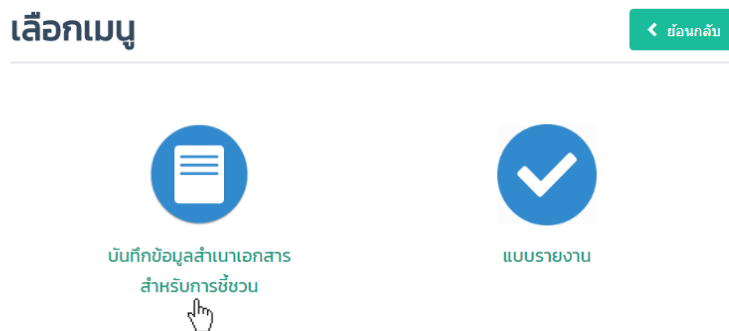 เลือกเมนู
ย้อนกลับ
บันทึกข้อมูลสำเนาเอกสาร
สำหรับการชี้ชวน
แบบรายงาน